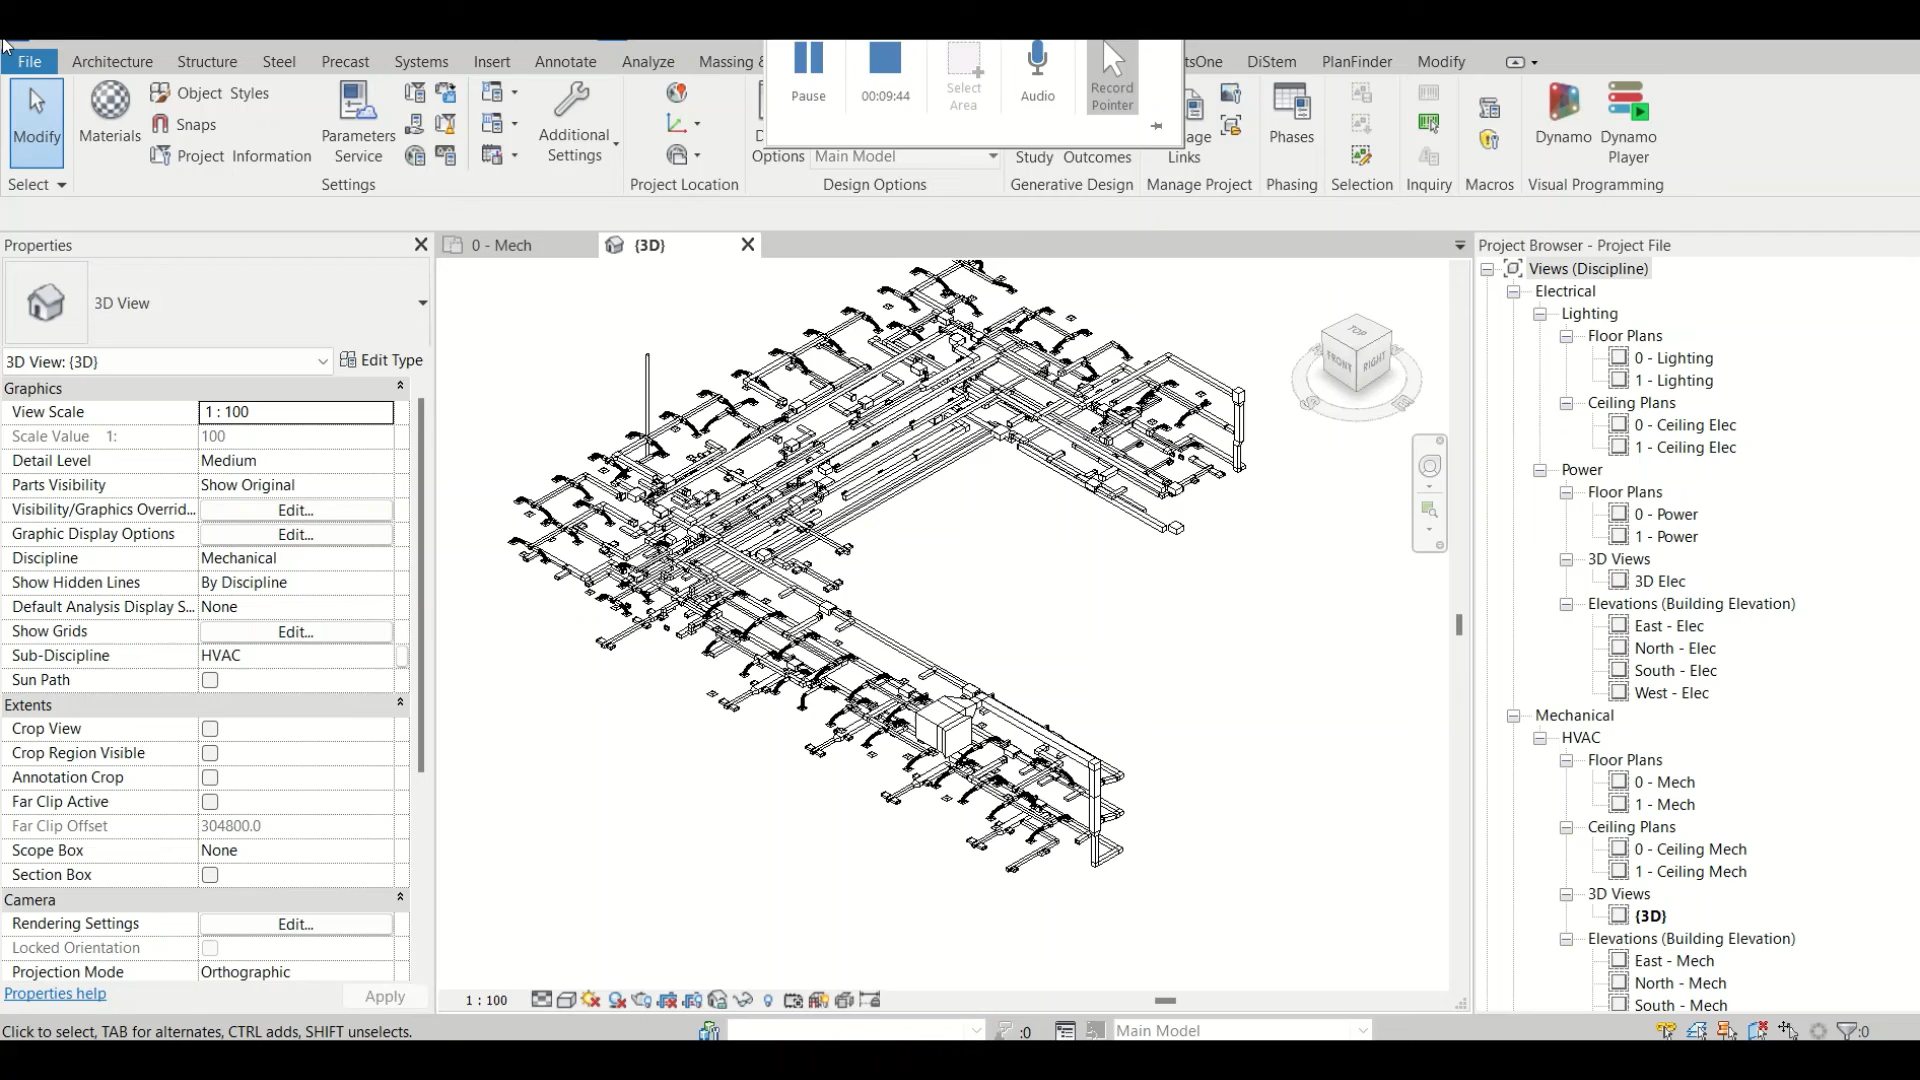 File Architecture Structure Steel Precast Systems Insert Annotate Analyze Massing & tsOne DiStem PlanFinder Modify
Pause
00:09:44
Select Area
Audio
Record Pointer
Modify
Materials
Object Styles
Snaps
Project Information
Parameters Service
Additional Settings
Options
Main Model
Study Outcomes
Links
Phases
Dynamo
Dynamo Player
Select
Settings
Project Location
Design Options
Generative Design
Manage Project
Phasing
Selection
Inquiry
Macros
Visual Programming
Properties
0 - Mech
{3D}
Project Browser - Project File
3D View
3D View: {3D}
Edit Type
Graphics
View Scale 1 : 100
Scale Value 1: 100
Detail Level Medium
Parts Visibility Show Original
Visibility/Graphics Overrid... Edit...
Graphic Display Options Edit...
Discipline Mechanical
Show Hidden Lines By Discipline
Default Analysis Display S... None
Show Grids Edit...
Sub-Discipline HVAC
Sun Path
Extents
Crop View
Crop Region Visible
Annotation Crop
Far Clip Active
Far Clip Offset 304800.0
Scope Box None
Section Box
Camera
Rendering Settings Edit...
Locked Orientation
Projection Mode Orthographic
Properties help
Apply
TOP
FRONT
RIGHT
Views (Discipline)
Electrical
Lighting
Floor Plans
0 - Lighting
1 - Lighting
Ceiling Plans
0 - Ceiling Elec
1 - Ceiling Elec
Power
Floor Plans
0 - Power
1 - Power
3D Views
3D Elec
Elevations (Building Elevation)
East - Elec
North - Elec
South - Elec
West - Elec
Mechanical
HVAC
Floor Plans
0 - Mech
1 - Mech
Ceiling Plans
0 - Ceiling Mech
1 - Ceiling Mech
3D Views
{3D}
Elevations (Building Elevation)
East - Mech
North - Mech
South - Mech
1 : 100
Click to select, TAB for alternates, CTRL adds, SHIFT unselects.
:0
Main Model
:0